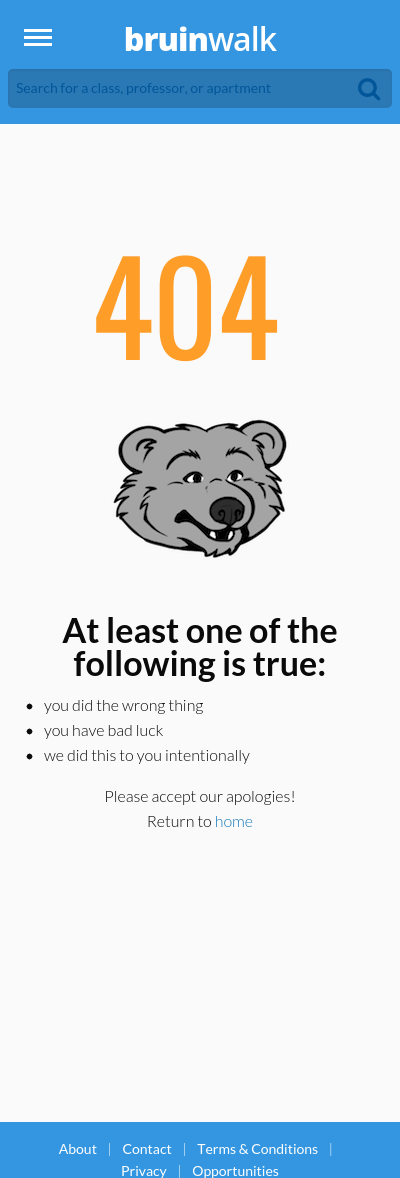 bruinwalk
Search for a class, professor, or apartment
404
At least one of the
following is true:
• you did the wrong thing
• you have bad luck
• we did this to you intentionally
Please accept our apologies!
Return to home
About | Contact | Terms & Conditions |
Privacy | Opportunities